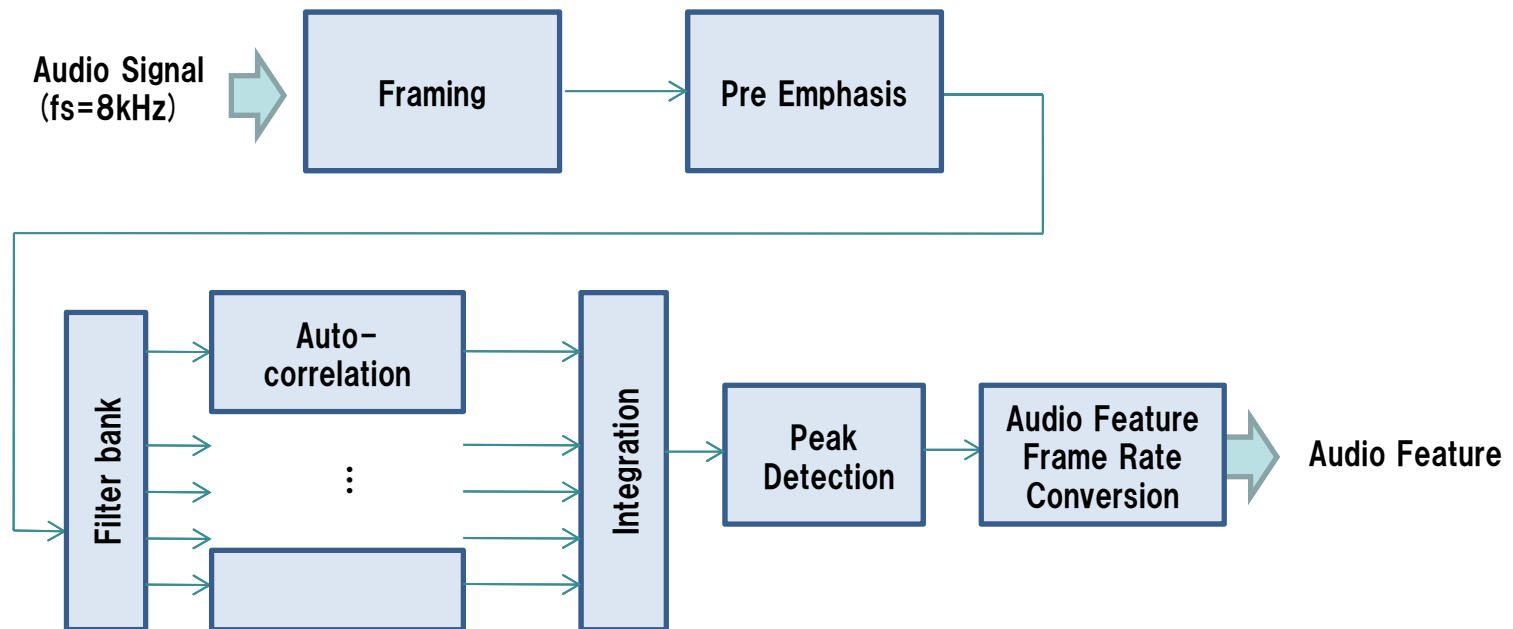 Audio Signal
(fs=8kHz)
Framing
Pre Emphasis
Filter bank
Auto-
correlation
⋮
Integration
Peak
Detection
Audio Feature
Frame Rate
Conversion
Audio Feature